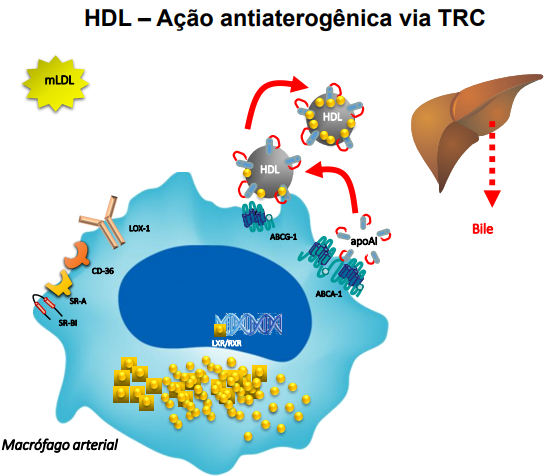 HDL – Ação antiaterogênica via TRC
mLDL
HDL
HDL
LOX-1
ABCG-1
apoAI
Bile
CD-36
SR-A
ABCA-1
SR-BI
LXR/RXR
Macrófago arterial